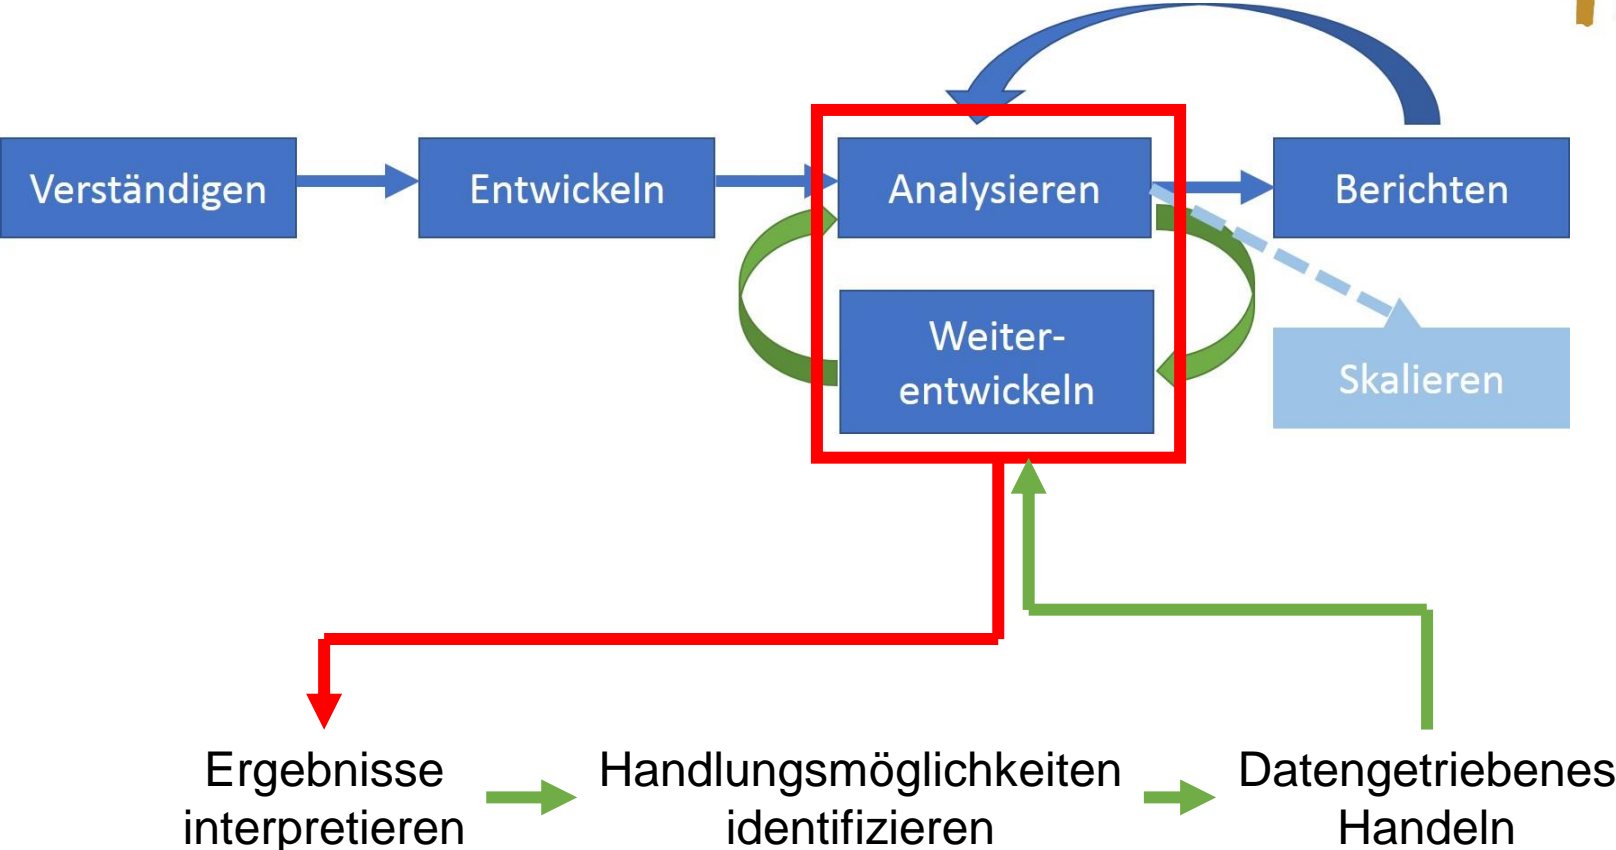 Verständigen
Entwickeln
Analysieren
Berichten
Weiter-
entwickeln
Skalieren
Ergebnisse
interpretieren
Handlungsmöglichkeiten
identifizieren
Datengetriebenes
Handeln